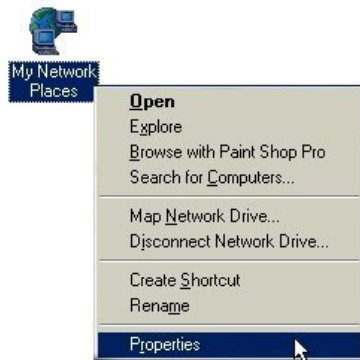 My Network
Places
Open
Explore
Browse with Paint Shop Pro
Search for Computers...
Map Network Drive...
Disconnect Network Drive...
Create Shortcut
Rename
Properties